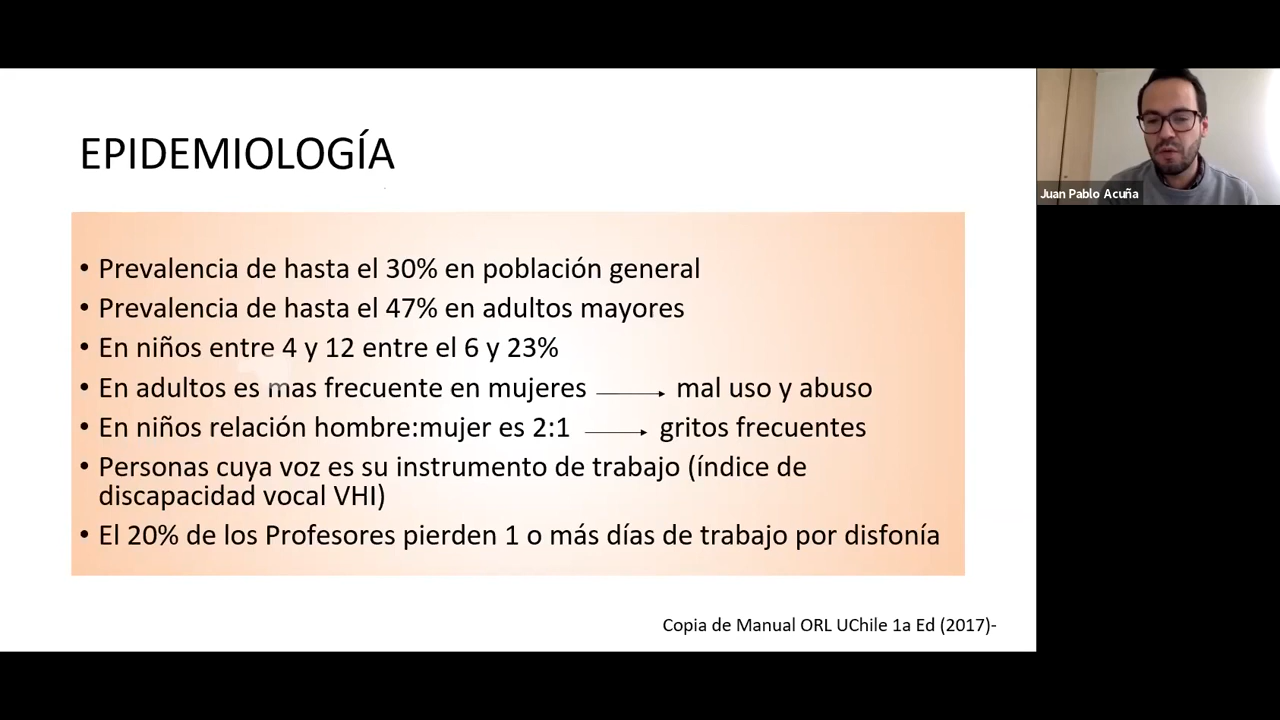 EPIDEMIOLOGÍA
• Prevalencia de hasta el 30% en población general
• Prevalencia de hasta el 47% en adultos mayores
• En niños entre 4 y 12 entre el 6 y 23%
• En adultos es mas frecuente en mujeres → mal uso y abuso
• En niños relación hombre:mujer es 2:1 → gritos frecuentes
• Personas cuya voz es su instrumento de trabajo (índice de
discapacidad vocal VHI)
• El 20% de los Profesores pierden 1 o más días de trabajo por disfonía
Copia de Manual ORL UChile 1a Ed (2017)-
Juan Pablo Acuña